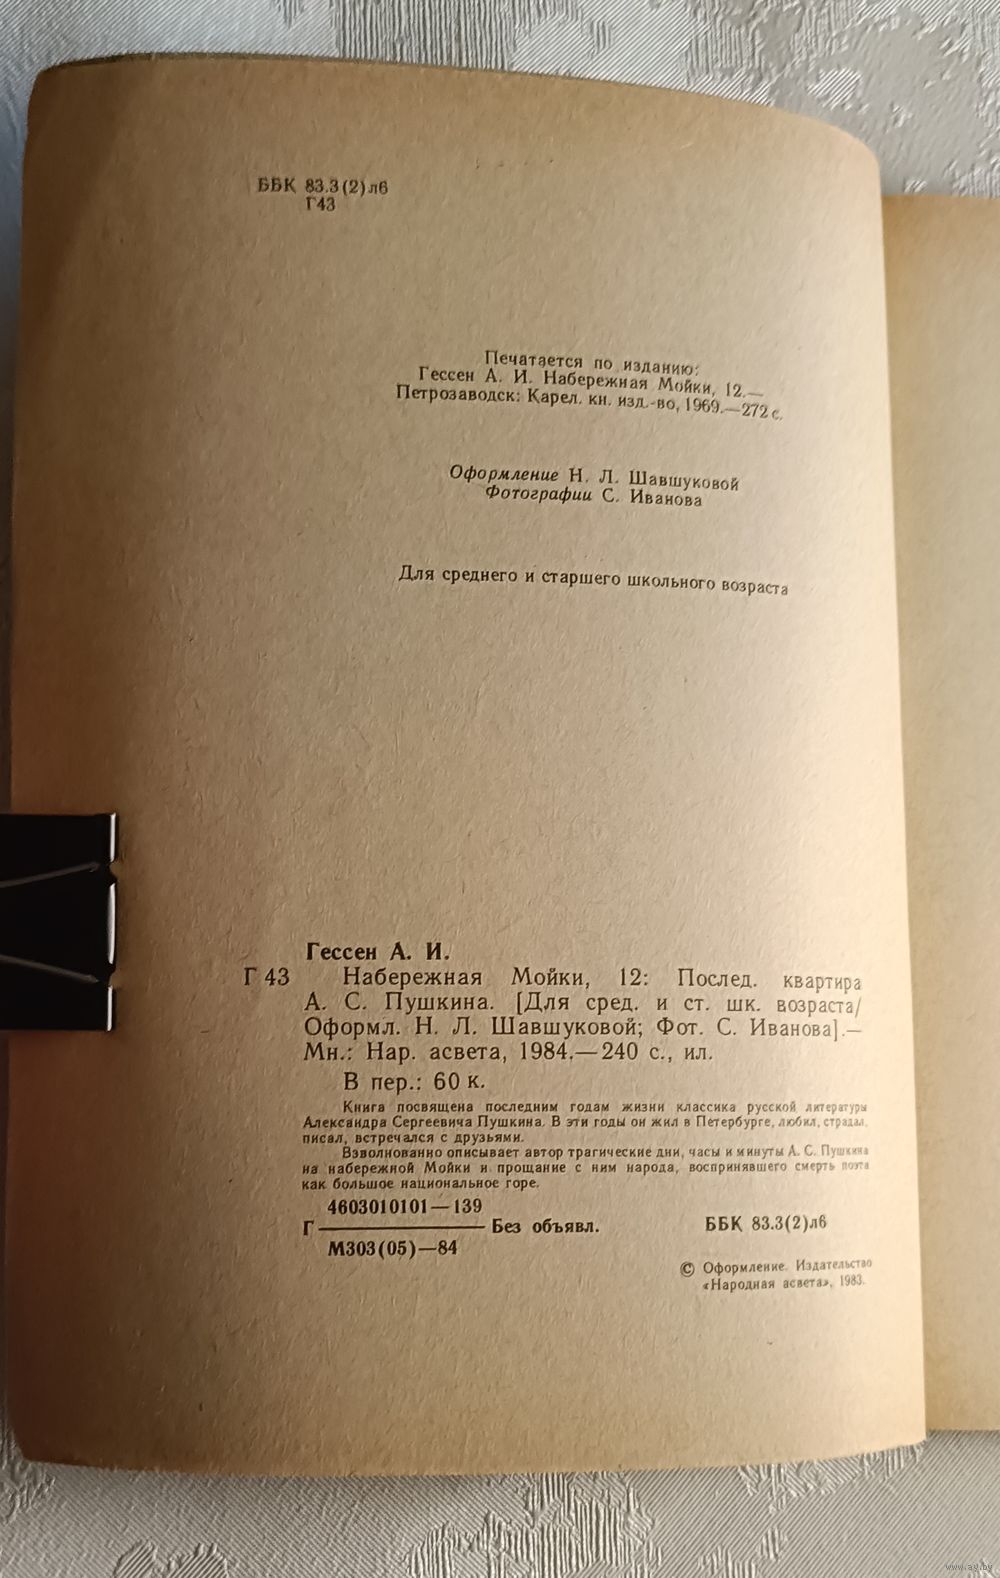 ББК 83.3(2)л6
Г43
Печатается по изданию:
Гессен А. И. Набережная Мойки, 12.—
Петрозаводск: Карел. кн. изд.-во, 1969.—272 с.
Оформление Н. Л. Шавшуковой
Фотографии С. Иванова
Для среднего и старшего школьного возраста
Гессен А. И.
Г 43 Набережная Мойки, 12: Послед. квартира
А. С. Пушкина. [Для сред. и ст. шк. возраста/
Оформл. Н. Л. Шавшуковой; Фот. С. Иванова].—
Мн.: Нар. асвета, 1984.—240 с., ил.
В пер.: 60 к.
Книга посвящена последним годам жизни классика русской литературы
Александра Сергеевича Пушкина. В эти годы он жил в Петербурге, любил, страдал,
писал, встречался с друзьями.
Взволнованно описывает автор трагические дни, часы и минуты А. С. Пушкина
на набережной Мойки и прощание с ним народа, воспринявшего смерть поэта
как большое национальное горе.
4603010101—139
Г ——— Без объявл.
М303(05)—84
ББК 83.3(2)л6
© Оформление. Издательство
«Народная асвета», 1983.
www.ay.by